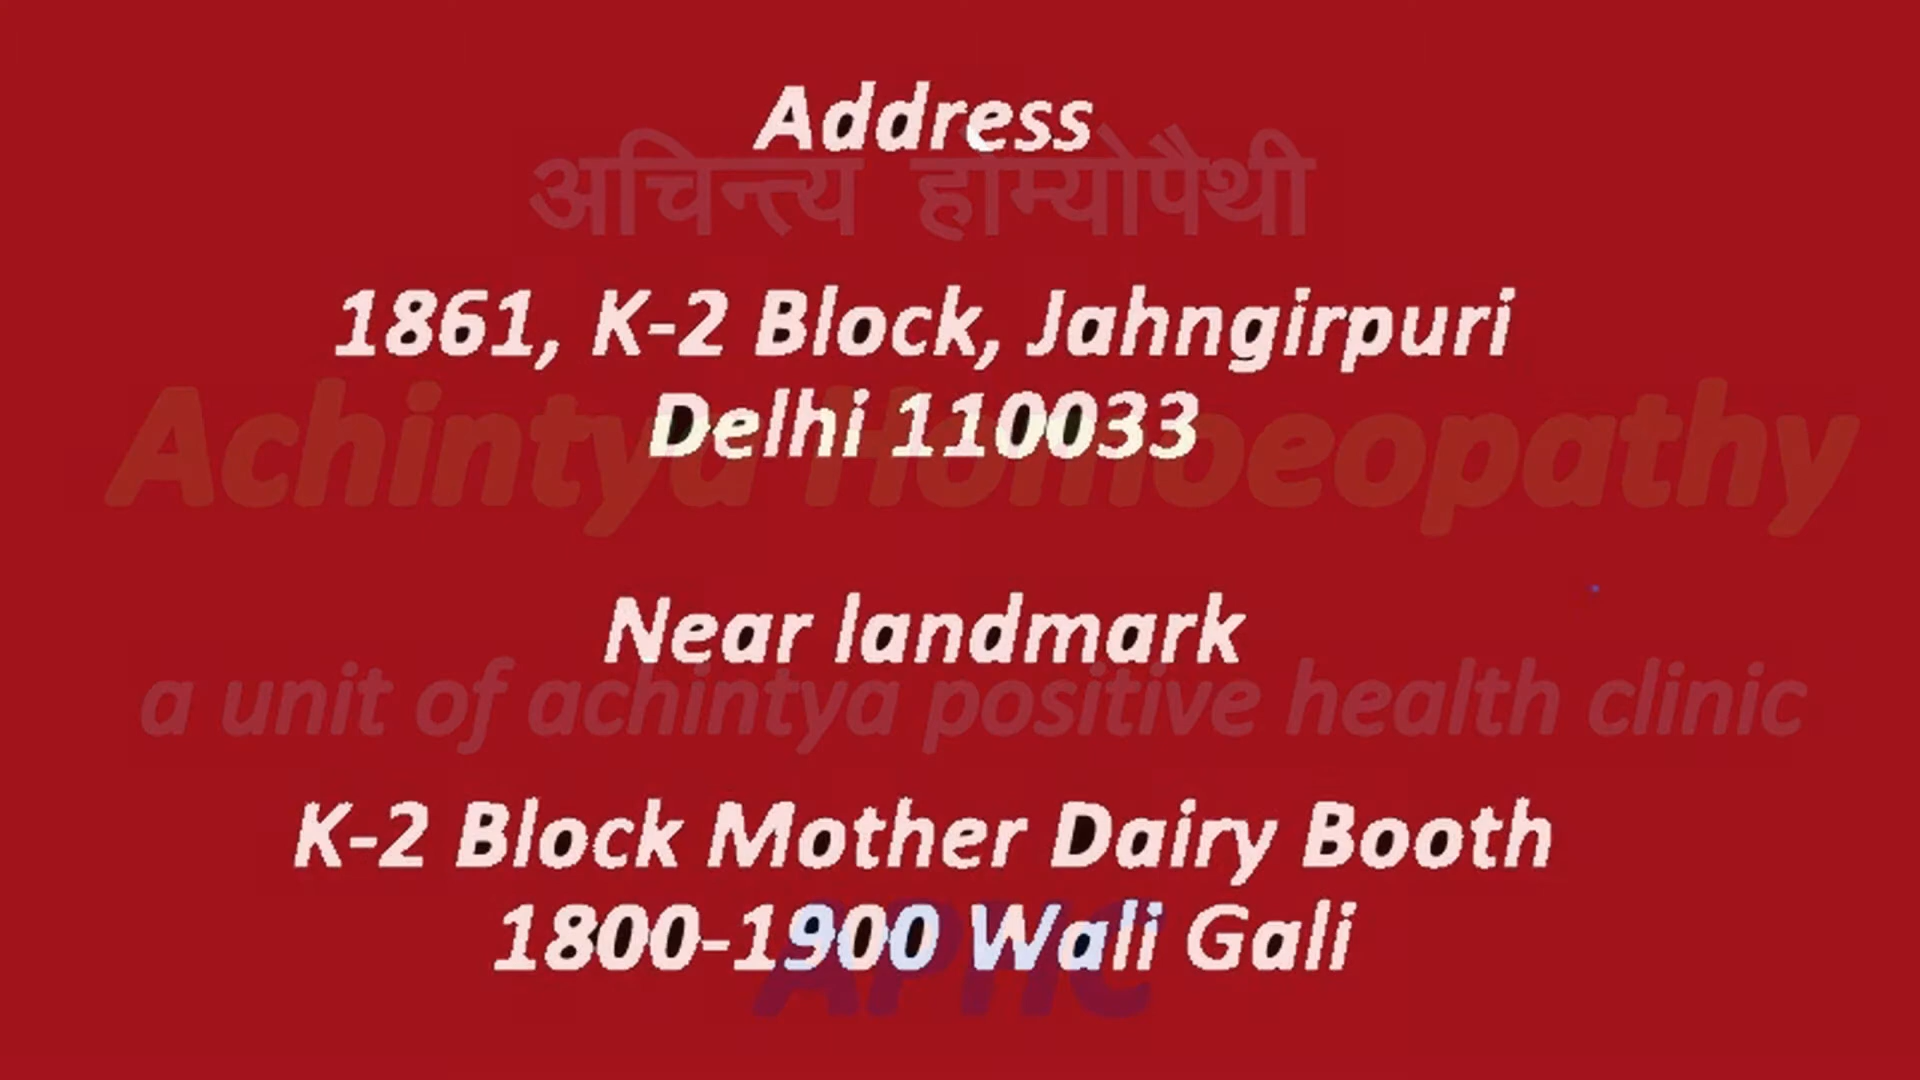 Address
अचिन्त्य होम्योपैथी
1861, K-2 Block, Jahngirpuri
Delhi 110033
Achintya Homoeopathy
Near landmark
a unit of achintya positive health clinic
K-2 Block Mother Dairy Booth
1800-1900 Wali Gali
APHC